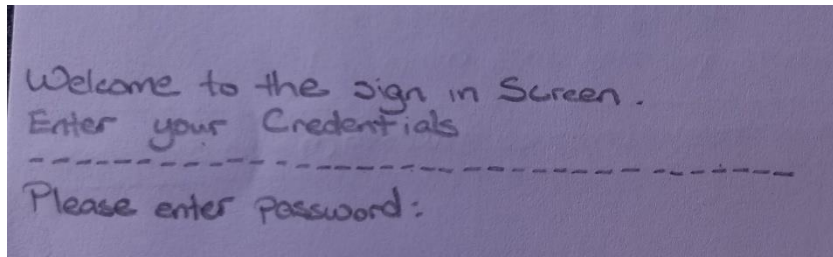 Welcome to the sign in Screen.
Enter your Credentials
--------------------------------
Please enter password: